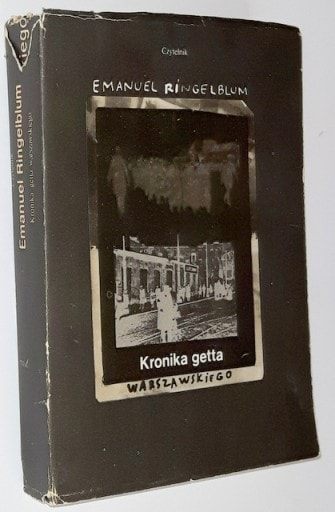 Czytelnik
EMANUEL RINGELBLUM
Kronika getta
WARSZAWSKIEGO
Emanuel Ringelblum
Kronika getta warszawskiego